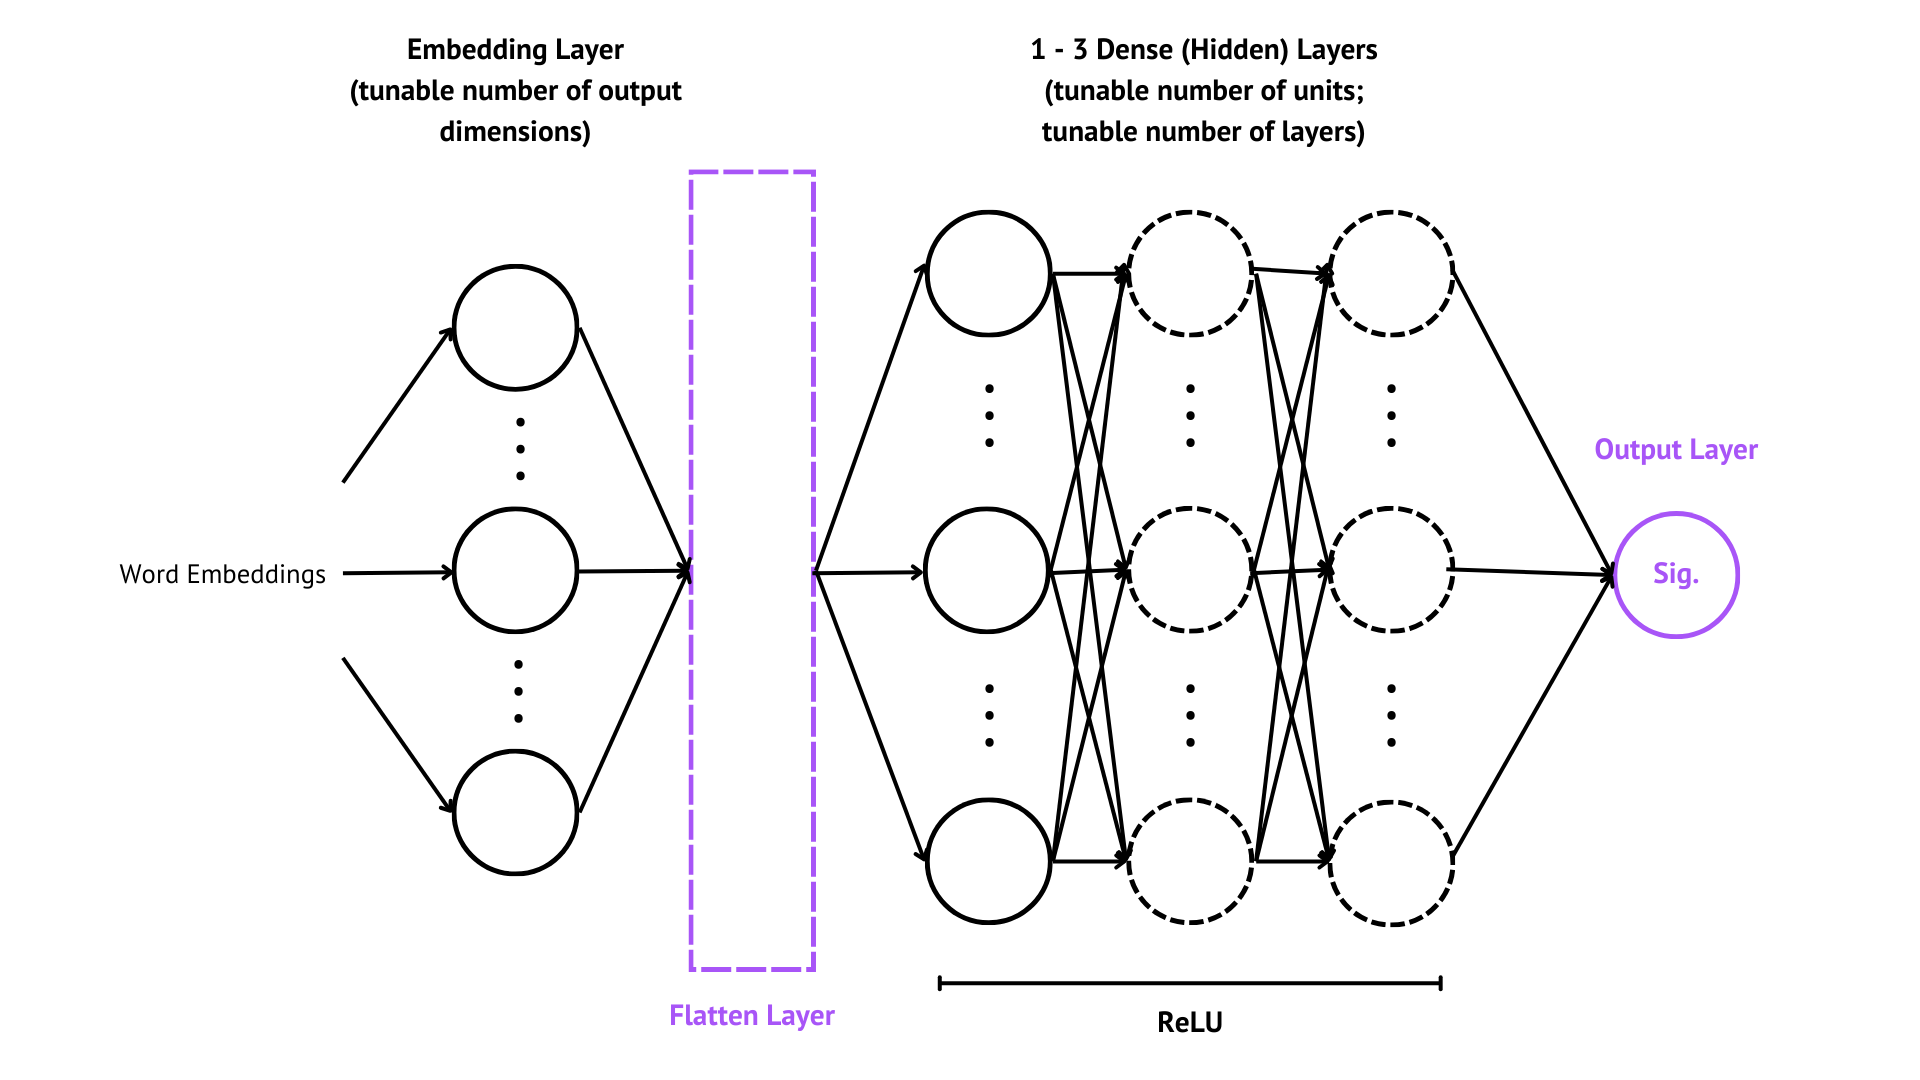 Embedding Layer
(tunable number of output
dimensions)
1 - 3 Dense (Hidden) Layers
(tunable number of units;
tunable number of layers)
Word Embeddings
Output Layer
Sig.
Flatten Layer
ReLU